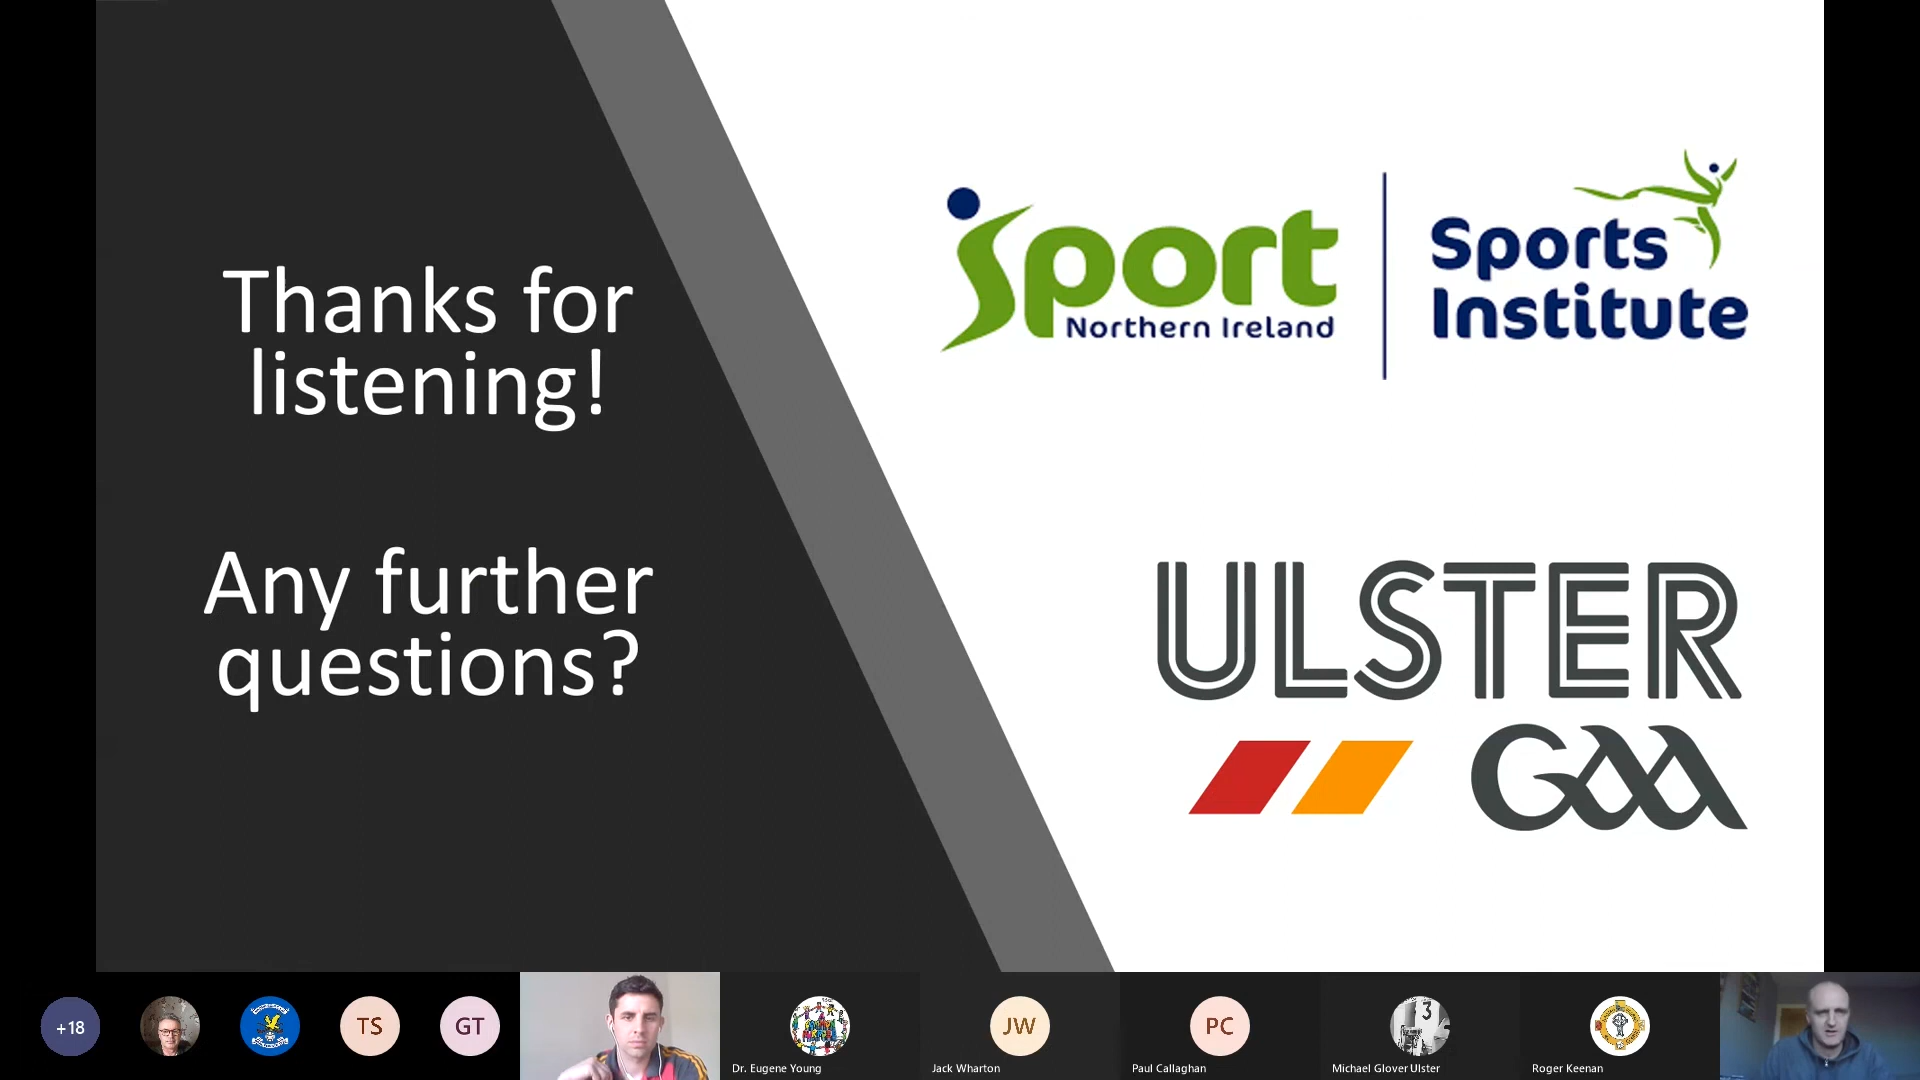 Thanks for
listening!
Any further
questions?
Sport
Northern Ireland
Sports
Institute
ULSTER
GAA
+18
TS
GT
Dr. Eugene Young
JW
Jack Wharton
PC
Paul Callaghan
3
Michael Glover Ulster
Roger Keenan